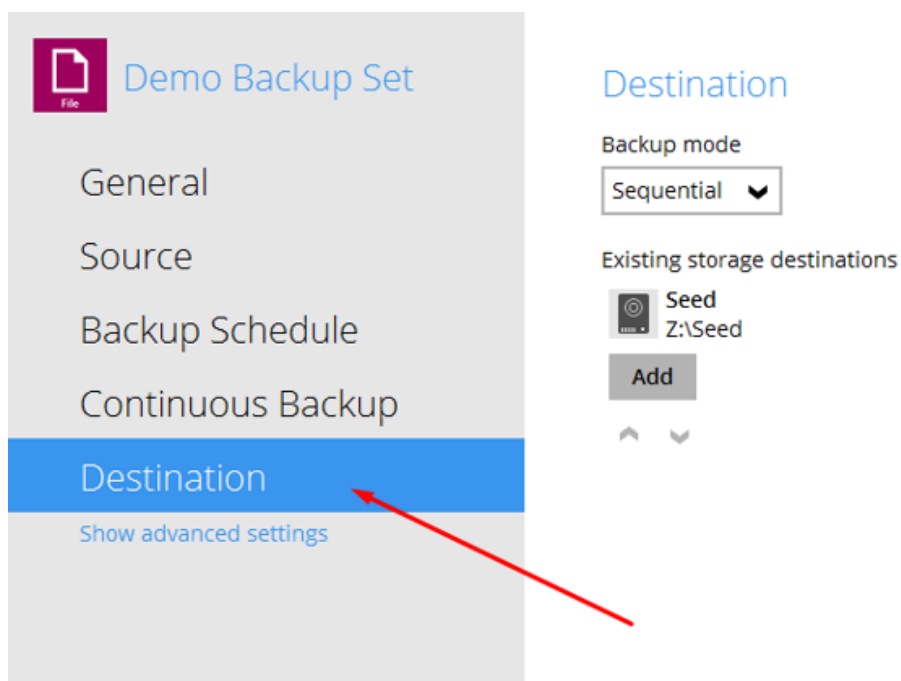 File
Demo Backup Set
General
Source
Backup Schedule
Continuous Backup
Destination
Show advanced settings
Destination
Backup mode
Sequential
Existing storage destinations
Seed
Z:\Seed
Add